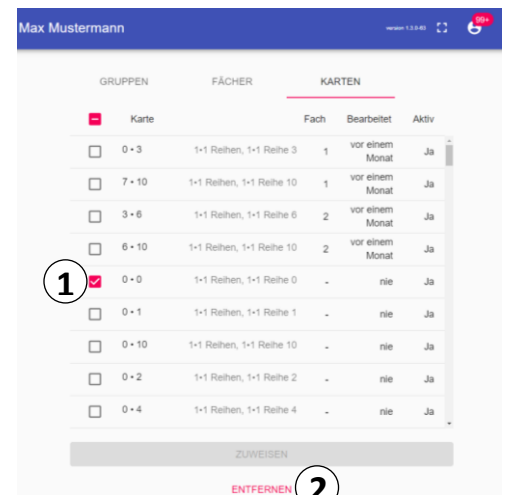 Max Mustermann version 1.2.0-B3 99+
GRUPPEN FÄCHER KARTEN
Karte Fach Bearbeitet Aktiv
0 • 3 1•1 Reihen, 1•1 Reihe 3 1 vor einem Monat Ja
7 • 10 1•1 Reihen, 1•1 Reihe 10 1 vor einem Monat Ja
3 • 6 1•1 Reihen, 1•1 Reihe 6 2 vor einem Monat Ja
6 • 10 1•1 Reihen, 1•1 Reihe 10 2 vor einem Monat Ja
1 0 • 0 1•1 Reihen, 1•1 Reihe 0 - nie Ja
0 • 1 1•1 Reihen, 1•1 Reihe 1 - nie Ja
0 • 10 1•1 Reihen, 1•1 Reihe 10 - nie Ja
0 • 2 1•1 Reihen, 1•1 Reihe 2 - nie Ja
0 • 4 1•1 Reihen, 1•1 Reihe 4 - nie Ja
ZUWEISEN
ENTFERNEN 2